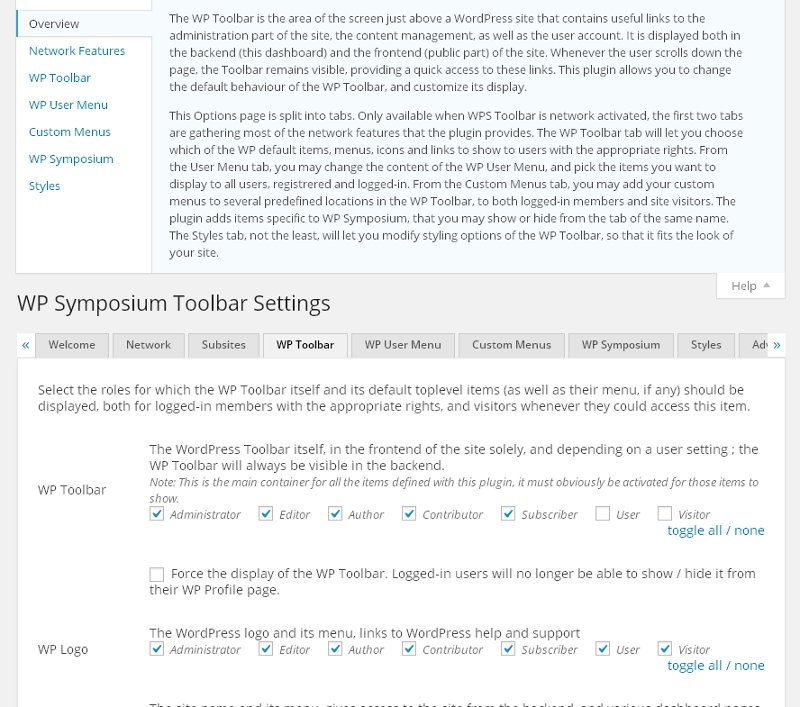 Overview
Network Features
WP Toolbar
WP User Menu
Custom Menus
WP Symposium
Styles
The WP Toolbar is the area of the screen just above a WordPress site that contains useful links to the
administration part of the site, the content management, as well as the user account. It is displayed both in
the backend (this dashboard) and the frontend (public part) of the site. Whenever the user scrolls down the
page, the Toolbar remains visible, providing a quick access to these links. This plugin allows you to change
the default behaviour of the WP Toolbar, and customize its display.
This Options page is split into tabs. Only available when WPS Toolbar is network activated, the first two tabs
are gathering most of the network features that the plugin provides. The WP Toolbar tab will let you choose
which of the WP default items, menus, icons and links to show to users with the appropriate rights. From
the User Menu tab, you may change the content of the WP User Menu, and pick the items you want to
display to all users, registrered and logged-in. From the Custom Menus tab, you may add your custom
menus to several predefined locations in the WP Toolbar, to both logged-in members and site visitors. The
plugin adds items specific to WP Symposium, that you may show or hide from the tab of the same name.
The Styles tab, not the least, will let you modify styling options of the WP Toolbar, so that it fits the look of
your site.
Help
WP Symposium Toolbar Settings
« Welcome Network Subsites WP Toolbar WP User Menu Custom Menus WP Symposium Styles »
Select the roles for which the WP Toolbar itself and its default toplevel items (as well as their menu, if any) should be
displayed, both for logged-in members with the appropriate rights, and visitors whenever they could access this item.
WP Toolbar
The WordPress Toolbar itself, in the frontend of the site solely, and depending on a user setting ; the
WP Toolbar will always be visible in the backend.
Note: This is the main container for all the items defined with this plugin, it must obviously be activated for those items to
show.
Administrator Editor Author Contributor Subscriber User Visitor
toggle all / none
Force the display of the WP Toolbar. Logged-in users will no longer be able to show / hide it from
their WP Profile page.
WP Logo
The WordPress logo and its menu, links to WordPress help and support
Administrator Editor Author Contributor Subscriber User Visitor
toggle all / none